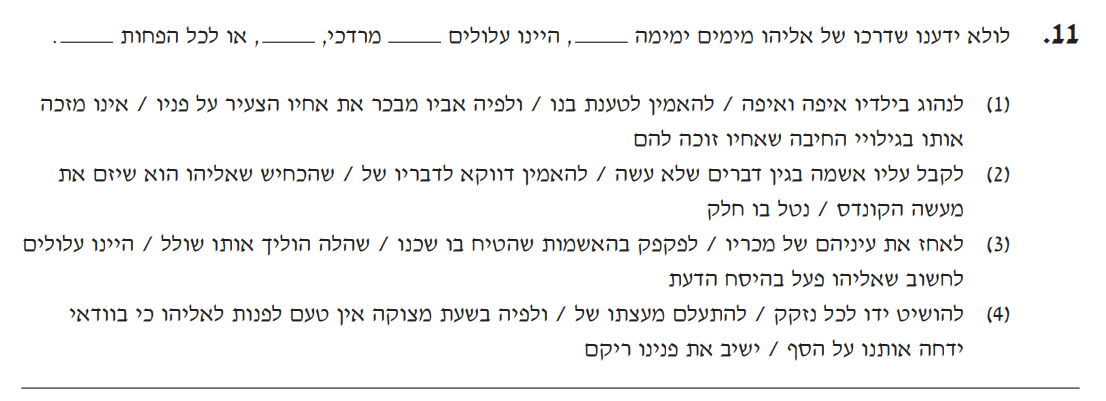 11. לולא ידענו שדרכו של אליהו מימים ימימה _____, היינו עלולים _____ מרדכי, _____, או לכל הפחות _____.
(1) לנהוג בילדיו איפה ואיפה / להאמין לטענת בנו / ולפיה אביו מבכר את אחיו הצעיר על פניו / אינו מזכה
אותו בגילויי החיבה שאחיו זוכה להם
(2) לקבל עליו אשמה בגין דברים שלא עשה / להאמין דווקא לדבריו של / שהכחיש שאליהו הוא שיזם את
מעשה הקונדס / נטל בו חלק
(3) לאחז את עיניהם של מכריו / לפקפק בהאשמות שהטיח בו שכנו / שהלה הוליך אותו שולל / היינו עלולים
לחשוב שאליהו פעל בהיסח הדעת
(4) להושיט ידו לכל נזקק / להתעלם מעצתו של / ולפיה בשעת מצוקה אין טעם לפנות לאליהו כי בוודאי
ידחה אותנו על הסף / ישיב את פנינו ריקם